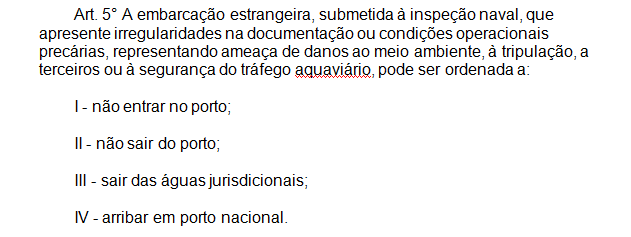 Art. 5° A embarcação estrangeira, submetida à inspeção naval, que
apresente irregularidades na documentação ou condições operacionais
precárias, representando ameaça de danos ao meio ambiente, à tripulação, a
terceiros ou à segurança do tráfego aquaviário, pode ser ordenada a:
I - não entrar no porto;
II - não sair do porto;
III - sair das águas jurisdicionais;
IV - arribar em porto nacional.